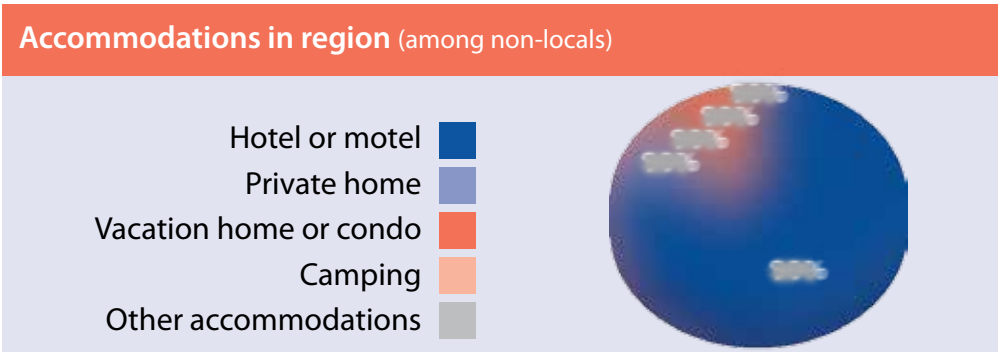 Accommodations in region (among non-locals)
Hotel or motel
Private home
Vacation home or condo
Camping
Other accommodations